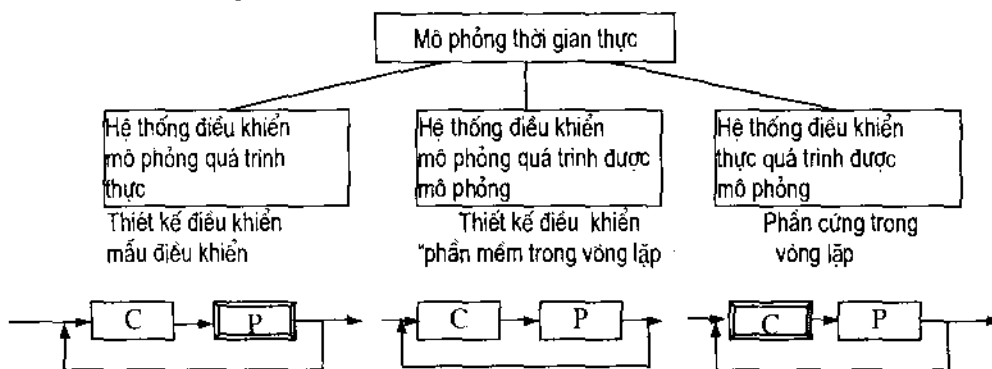 Mô phỏng thời gian thực
Hệ thống điều khiển
mô phỏng quá trình
thực
Thiết kế điều khiển
mẫu điều khiển
Hệ thống điều khiển
mô phỏng quá trình được
mô phỏng
Thiết kế điều khiển
"phần mềm trong vòng lặp
Hệ thống điều khiển
thực quá trình được
mô phỏng
Phần cứng trong
vòng lặp
C P
C P
C P